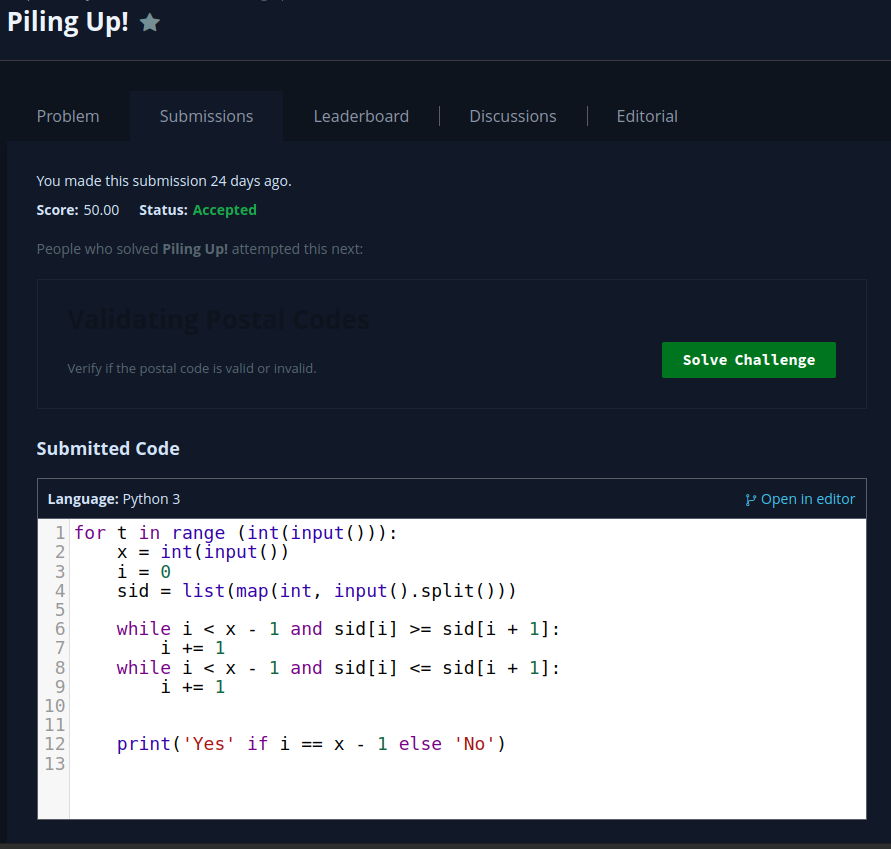 Piling Up!
Problem
Submissions
Leaderboard
Discussions
Editorial
You made this submission 24 days ago.
Score: 50.00 Status: Accepted
People who solved Piling Up! attempted this next:
Validating Postal Codes
Verify if the postal code is valid or invalid.
Solve Challenge
Submitted Code
Language: Python 3
Open in editor
1 for t in range (int(input())):
2     x = int(input())
3     i = 0
4     sid = list(map(int, input().split()))
5
6     while i < x - 1 and sid[i] >= sid[i + 1]:
7         i += 1
8     while i < x - 1 and sid[i] <= sid[i + 1]:
9         i += 1
10
11
12     print('Yes' if i == x - 1 else 'No')
13